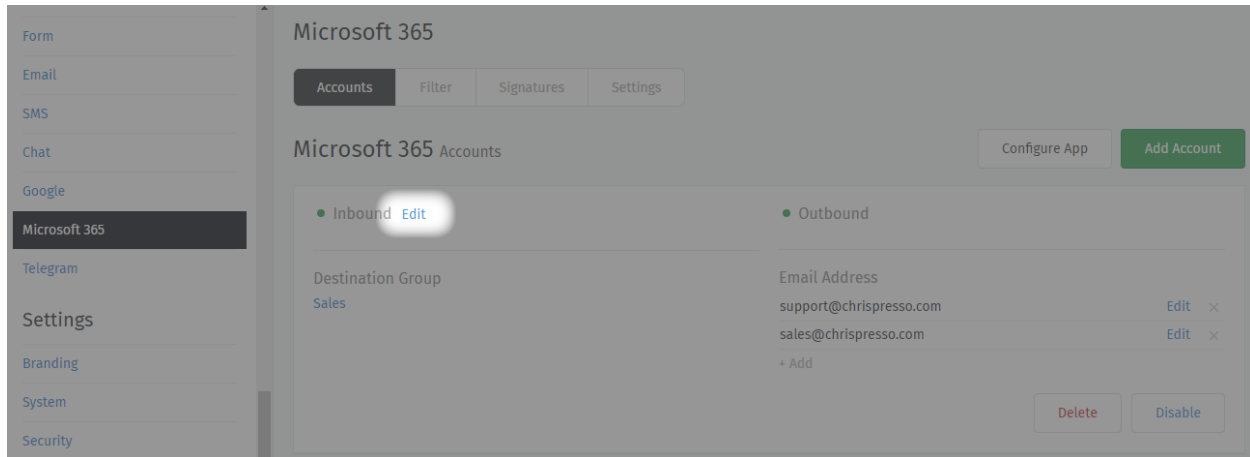 Form
Email
SMS
Chat
Google
Microsoft 365
Telegram
Settings
Branding
System
Security
Microsoft 365
Accounts Filter Signatures Settings
Microsoft 365 Accounts
Configure App Add Account
Inbound Edit
Destination Group
Sales
Outbound
Email Address
support@chrispresso.com Edit ×
sales@chrispresso.com Edit ×
+ Add
Delete Disable